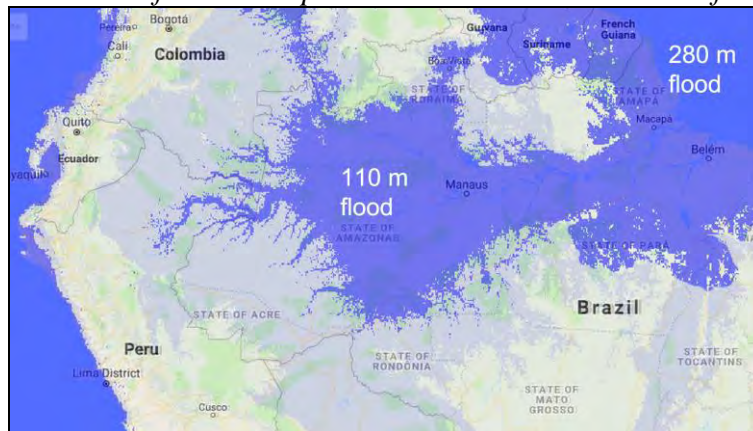 Bogotá
Pereira
Cali
Colombia
Guyana
Suriname
French
Guiana
280 m
flood
Boa Vista
STATE OF
RORAIMA
STATE OF
AMAPÁ
Macapá
Quito
Ecuador
Belém
110 m
flood
Manaus
STATE OF
AMAZONAS
STATE OF PARÁ
STATE OF ACRE
Brazil
Peru
STATE OF
RONDÔNIA
STATE OF
TOCANTINS
Lima District
STATE OF
MATO
GROSSO
Cusco